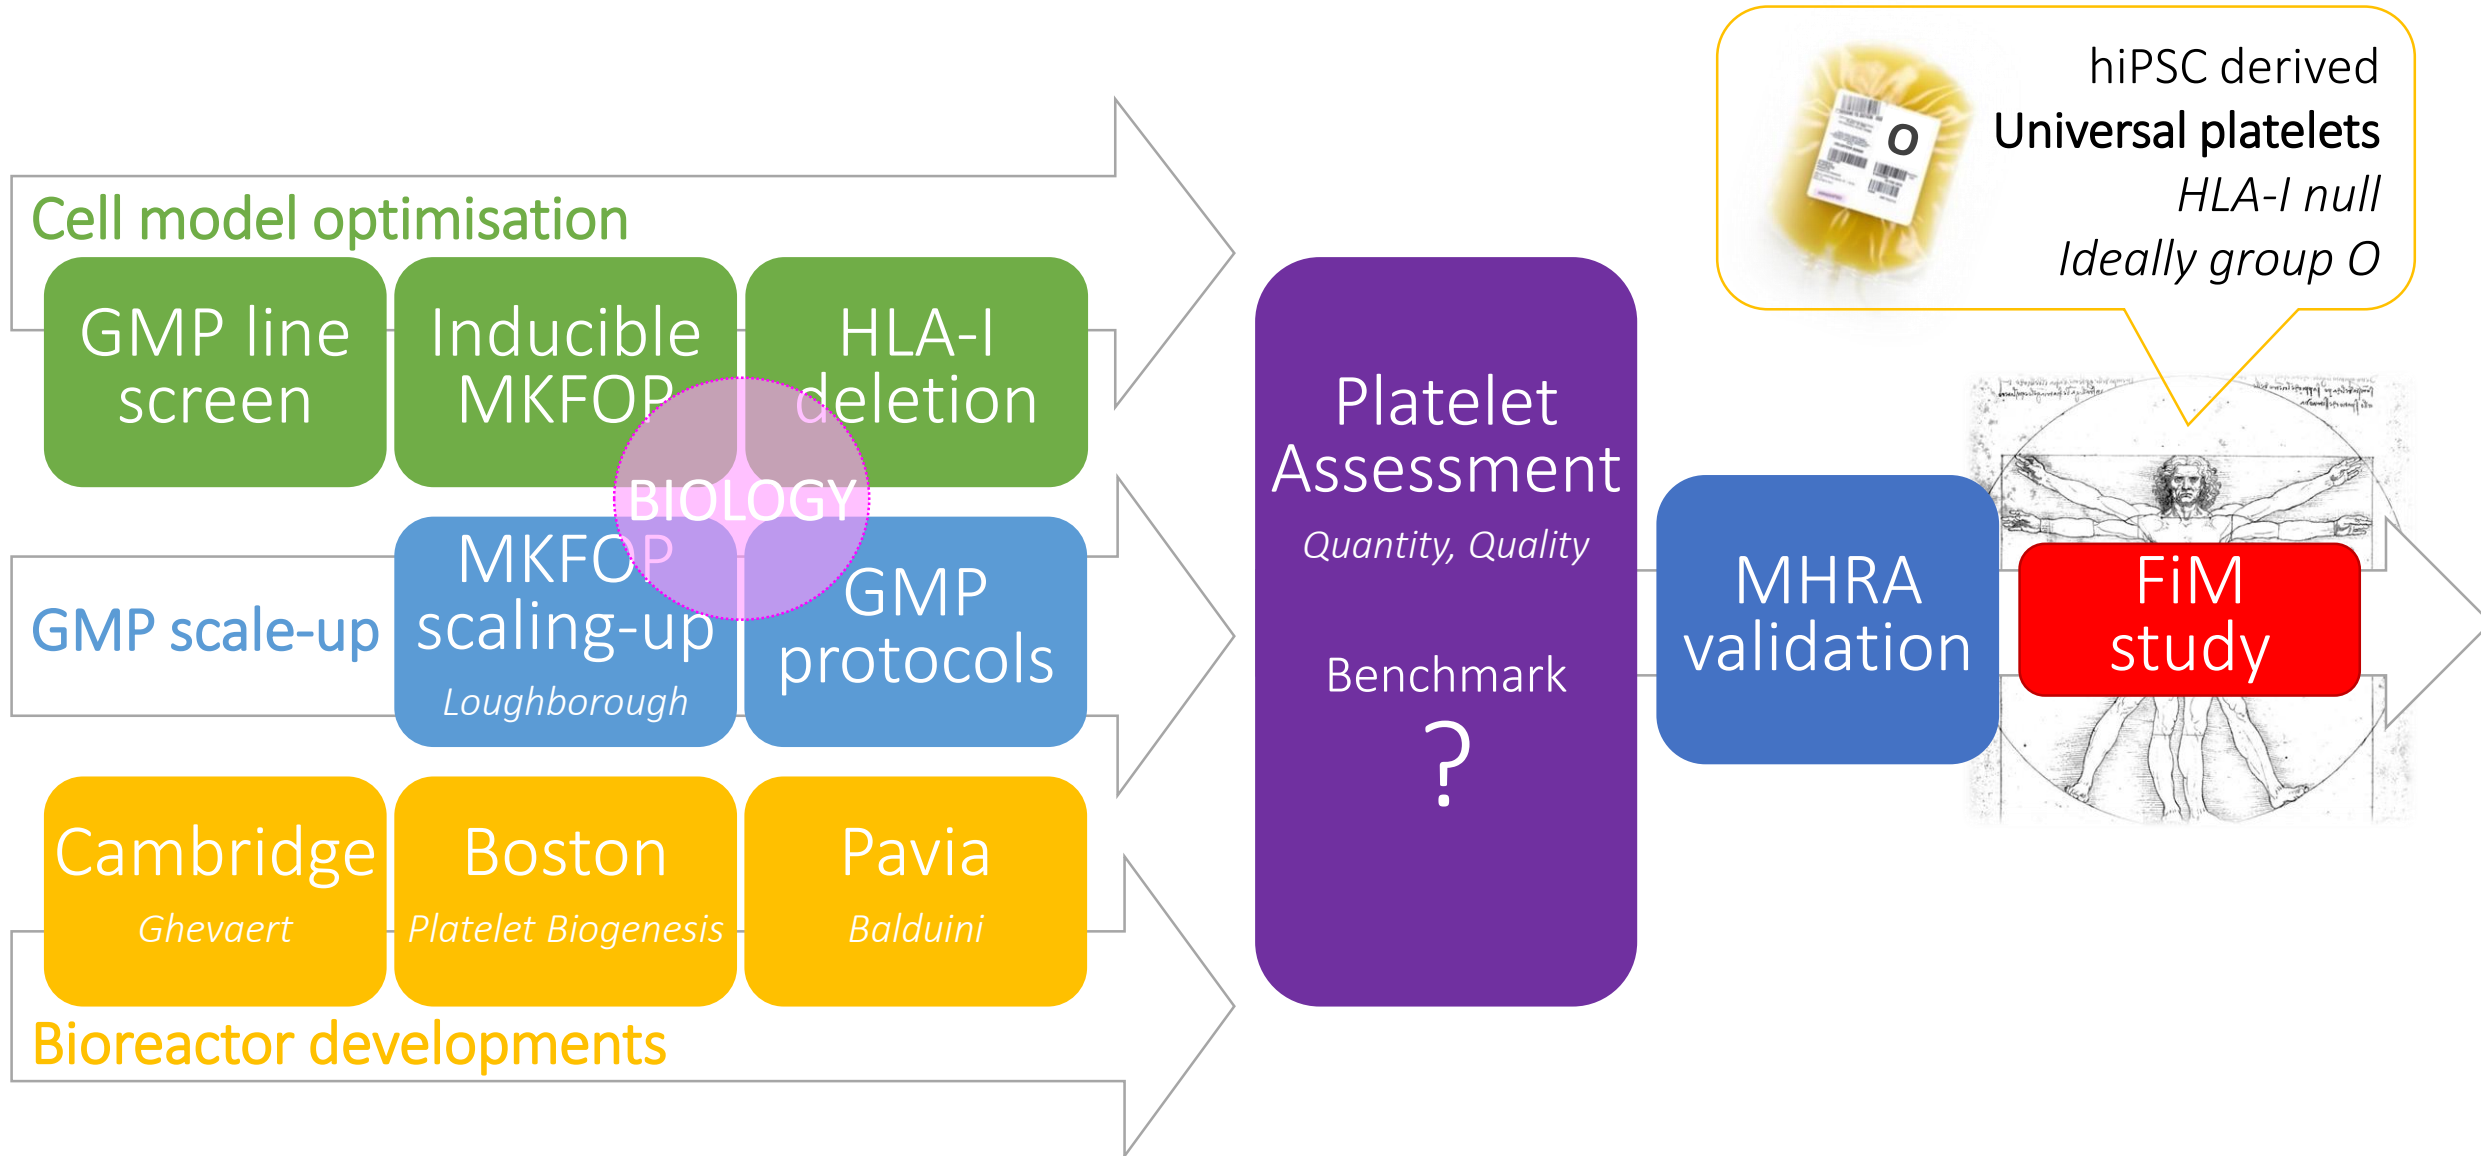 hiPSC derived
Universal platelets
HLA-I null
Ideally group O
O
Cell model optimisation
GMP line
screen
Inducible
MKFOP
HLA-I
deletion
BIOLOGY
GMP scale-up
MKFOP
scaling-up
Loughborough
GMP
protocols
Cambridge
Ghevaert
Boston
Platelet Biogenesis
Pavia
Balduini
Bioreactor developments
Platelet
Assessment
Quantity, Quality
Benchmark
?
MHRA
validation
FiM
study